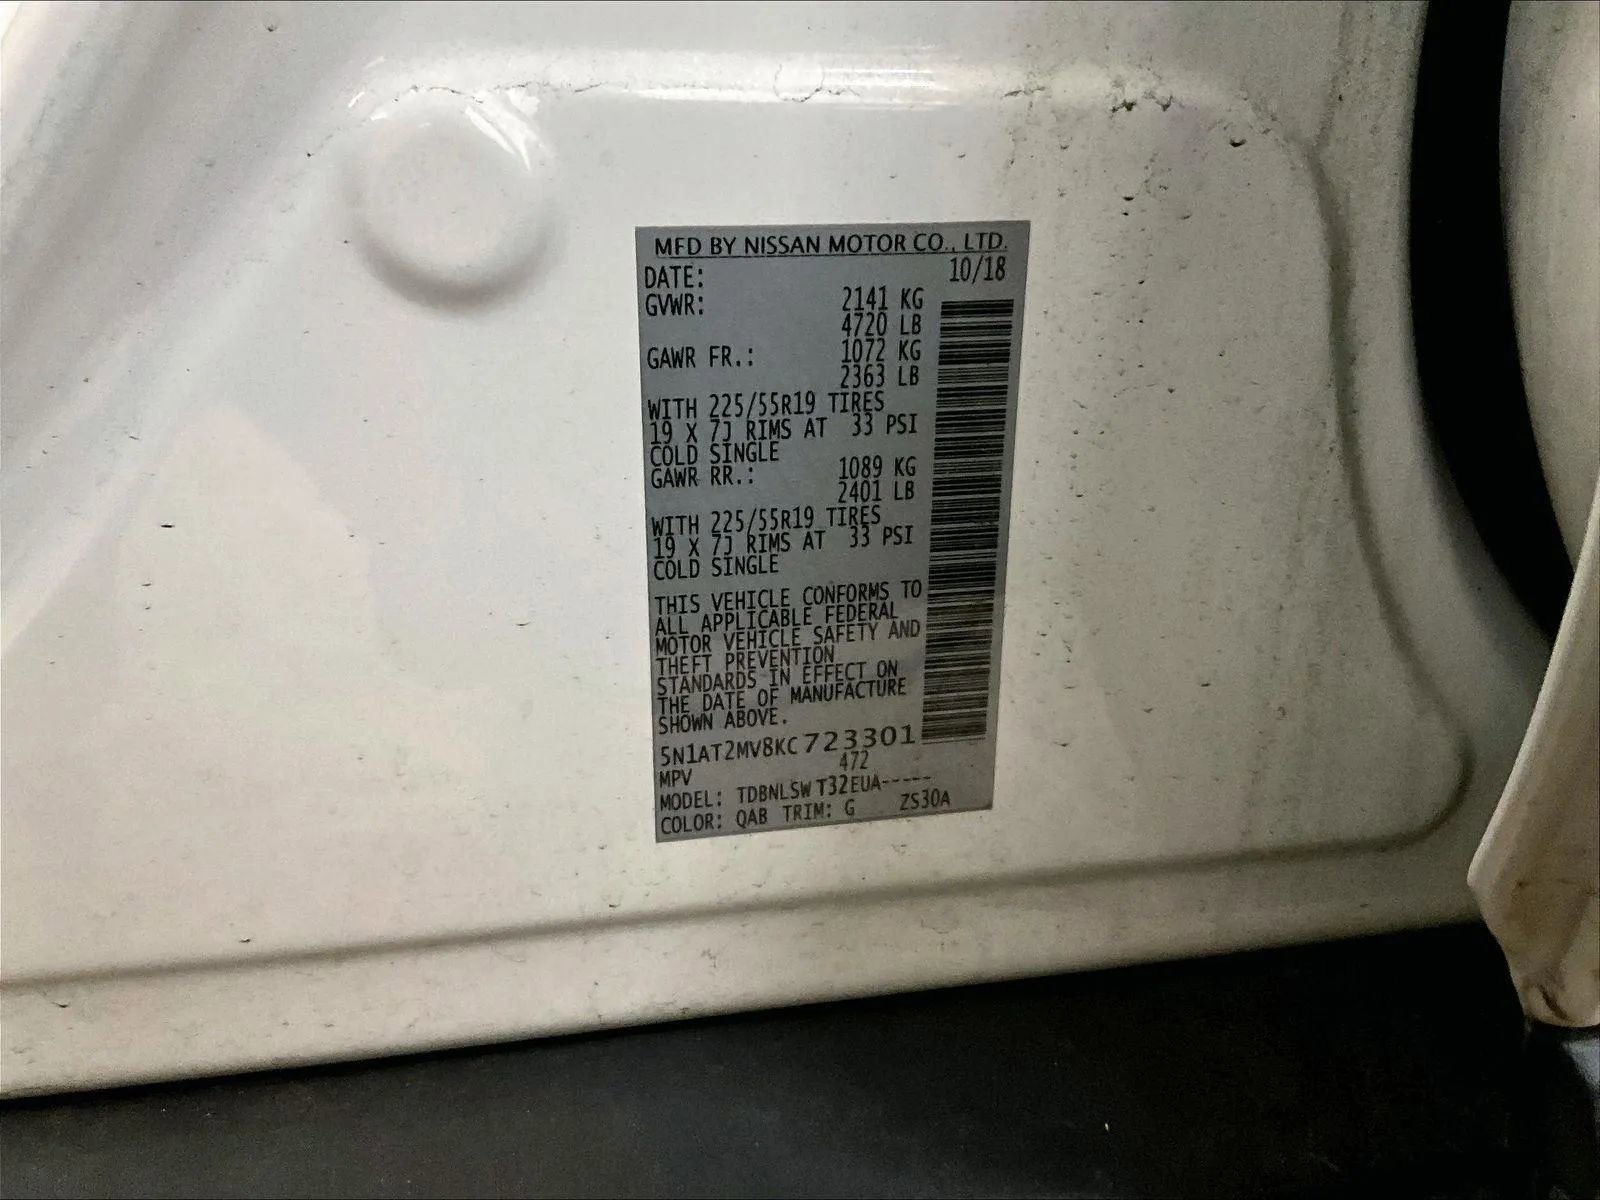 MFD BY NISSAN MOTOR CO., LTD.
DATE: 10/18
GVWR: 2141 KG
4720 LB
GAWR FR.: 1072 KG
2363 LB
WITH 225/55R19 TIRES
19 X 7J RIMS AT 33 PSI
COLD SINGLE
GAWR RR.: 1089 KG
2401 LB
WITH 225/55R19 TIRES
19 X 7J RIMS AT 33 PSI
COLD SINGLE
THIS VEHICLE CONFORMS TO
ALL APPLICABLE FEDERAL
MOTOR VEHICLE SAFETY AND
THEFT PREVENTION
STANDARDS IN EFFECT ON
THE DATE OF MANUFACTURE
SHOWN ABOVE.
5N1AT2MV8KC723301
MPV 472
MODEL: TDBNLSW T32EUA-----
COLOR: QAB TRIM: G ZS30A